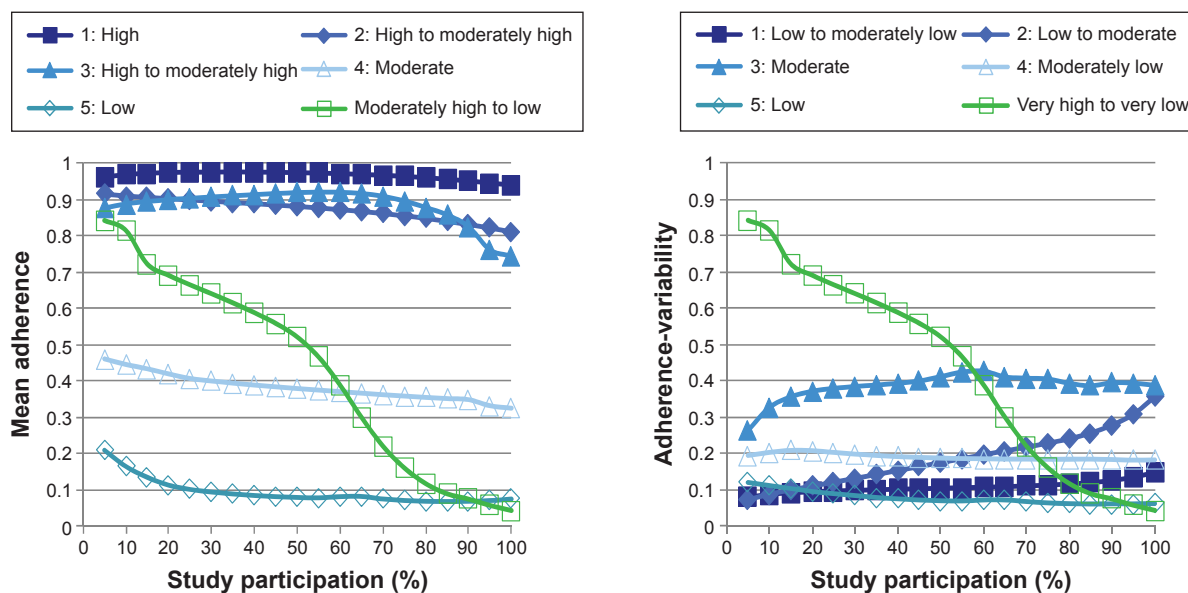 1: High
2: High to moderately high
3: High to moderately high
4: Moderate
5: Low
Moderately high to low
1
0.9
0.8
0.7
0.6
0.5
0.4
0.3
0.2
0.1
0
Mean adherence
0 10 20 30 40 50 60 70 80 90 100
Study participation (%)
1: Low to moderately low
2: Low to moderate
3: Moderate
4: Moderately low
5: Low
Very high to very low
1
0.9
0.8
0.7
0.6
0.5
0.4
0.3
0.2
0.1
0
Adherence-variability
0 10 20 30 40 50 60 70 80 90 100
Study participation (%)